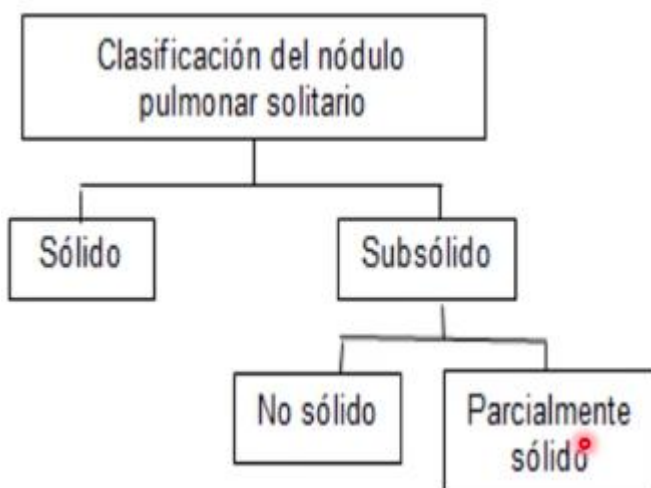 Clasificación del nódulo
pulmonar solitario
Sólido
Subsólido
No sólido
Parcialmente
sólido